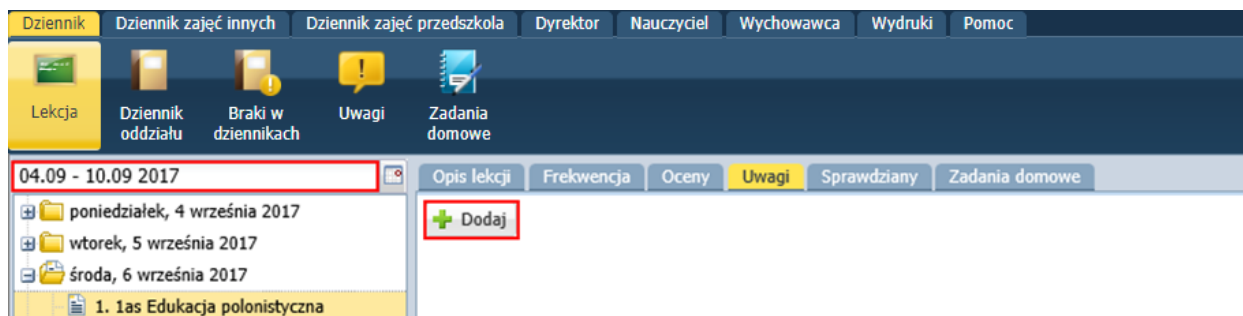 Dziennik Dziennik zajęć innych Dziennik zajęć przedszkola Dyrektor Nauczyciel Wychowawca Wydruki Pomoc
Lekcja Dziennik oddziału Braki w dziennikach Uwagi Zadania domowe
04.09 - 10.09 2017
Opis lekcji Frekwencja Oceny Uwagi Sprawdziany Zadania domowe
poniedziałek, 4 września 2017
Dodaj
wtorek, 5 września 2017
środa, 6 września 2017
1. 1as Edukacja polonistyczna